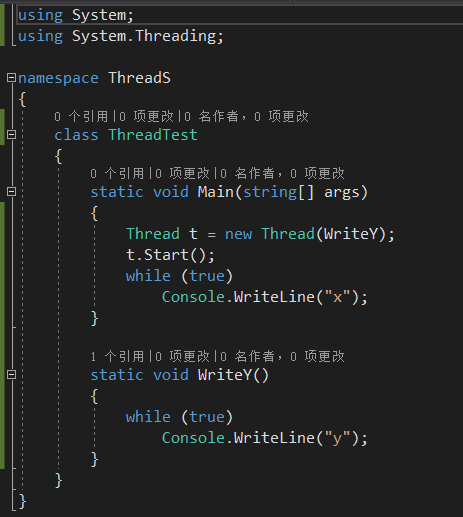 using System;
using System.Threading;
namespace ThreadS
{
0 个引用|0 项更改|0 名作者，0 项更改
class ThreadTest
{
0 个引用|0 项更改|0 名作者，0 项更改
static void Main(string[] args)
{
Thread t = new Thread(WriteY);
t.Start();
while (true)
Console.WriteLine("x");
}
1 个引用|0 项更改|0 名作者，0 项更改
static void WriteY()
{
while (true)
Console.WriteLine("y");
}
}
}